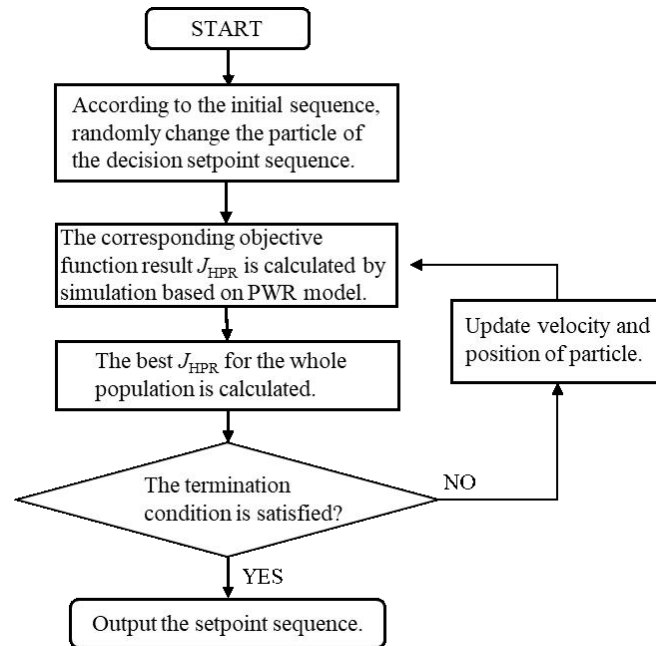 START
According to the initial sequence,
randomly change the particle of
the decision setpoint sequence.
The corresponding objective
function result J_HPR is calculated by
simulation based on PWR model.
Update velocity and
position of particle.
The best J_HPR for the whole
population is calculated.
The termination
condition is satisfied?
NO
YES
Output the setpoint sequence.